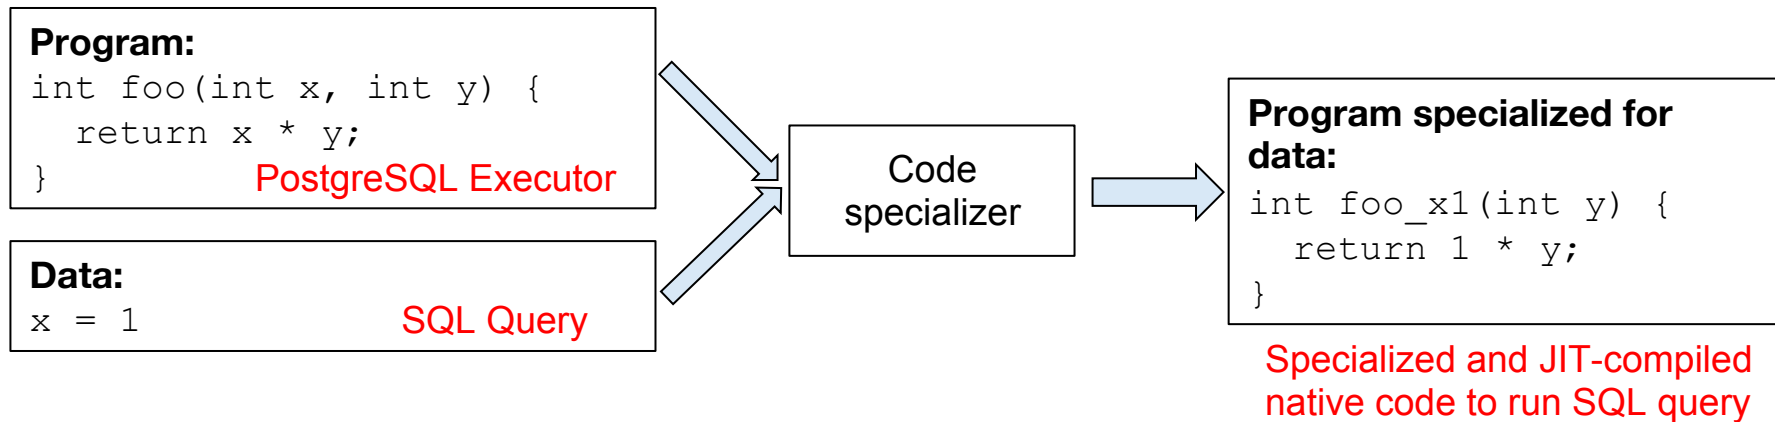 Program:
int foo(int x, int y) {
  return x * y;
}
PostgreSQL Executor
Data:
x = 1
SQL Query
Code
specializer
Program specialized for
data:
int foo_x1(int y) {
  return 1 * y;
}
Specialized and JIT-compiled
native code to run SQL query